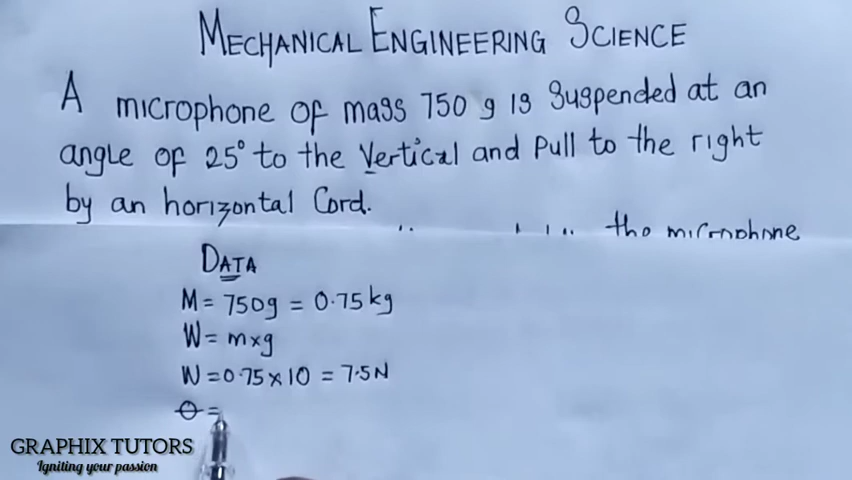 MECHANICAL ENGINEERING SCIENCE
A microphone of mass 750 g is suspended at an
angle of 25° to the vertical and pull to the right
by an horizontal Cord.
the microphone
DATA
M = 750g = 0.75kg
W = m×g
W = 0.75×10 = 7.5N
θ =
GRAPHIX TUTORS
Igniting your passion